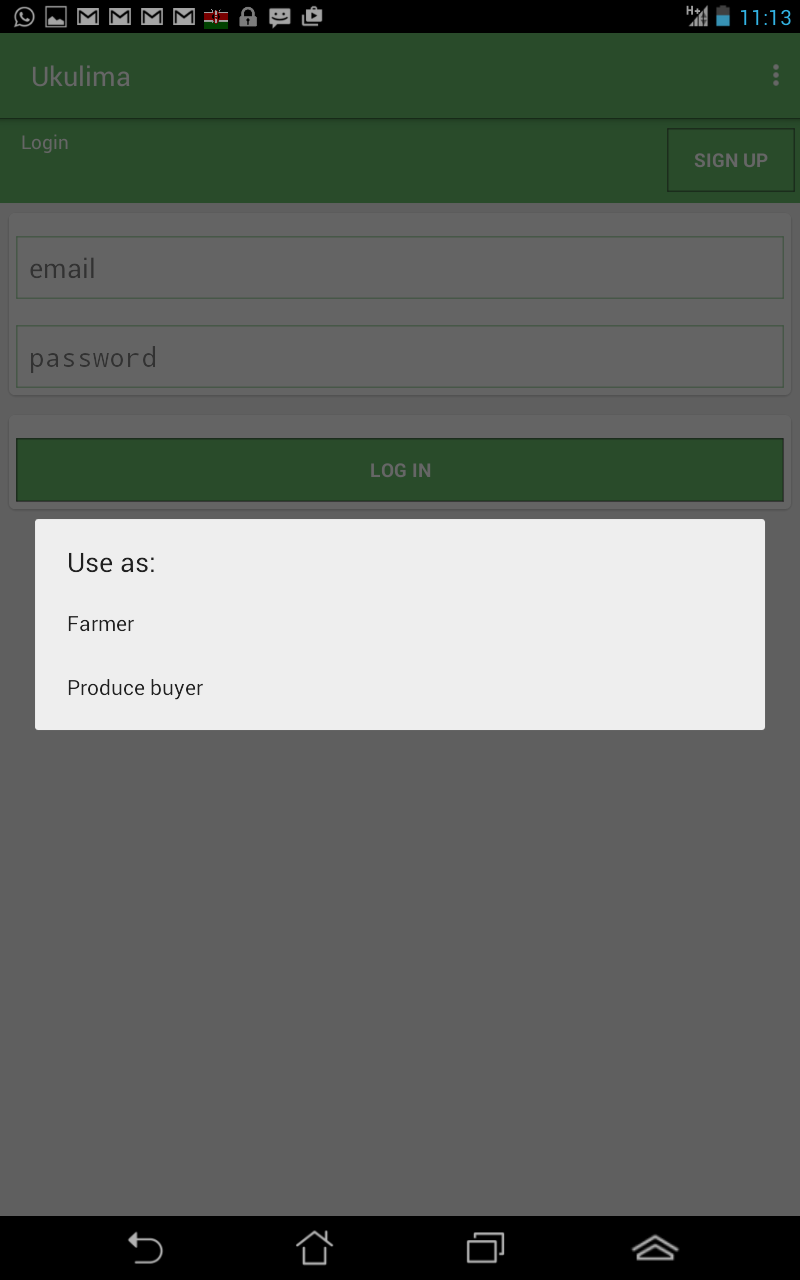 H+ 11:13
Ukulima
Login
SIGN UP
email
password
LOG IN
Use as:
Farmer
Produce buyer